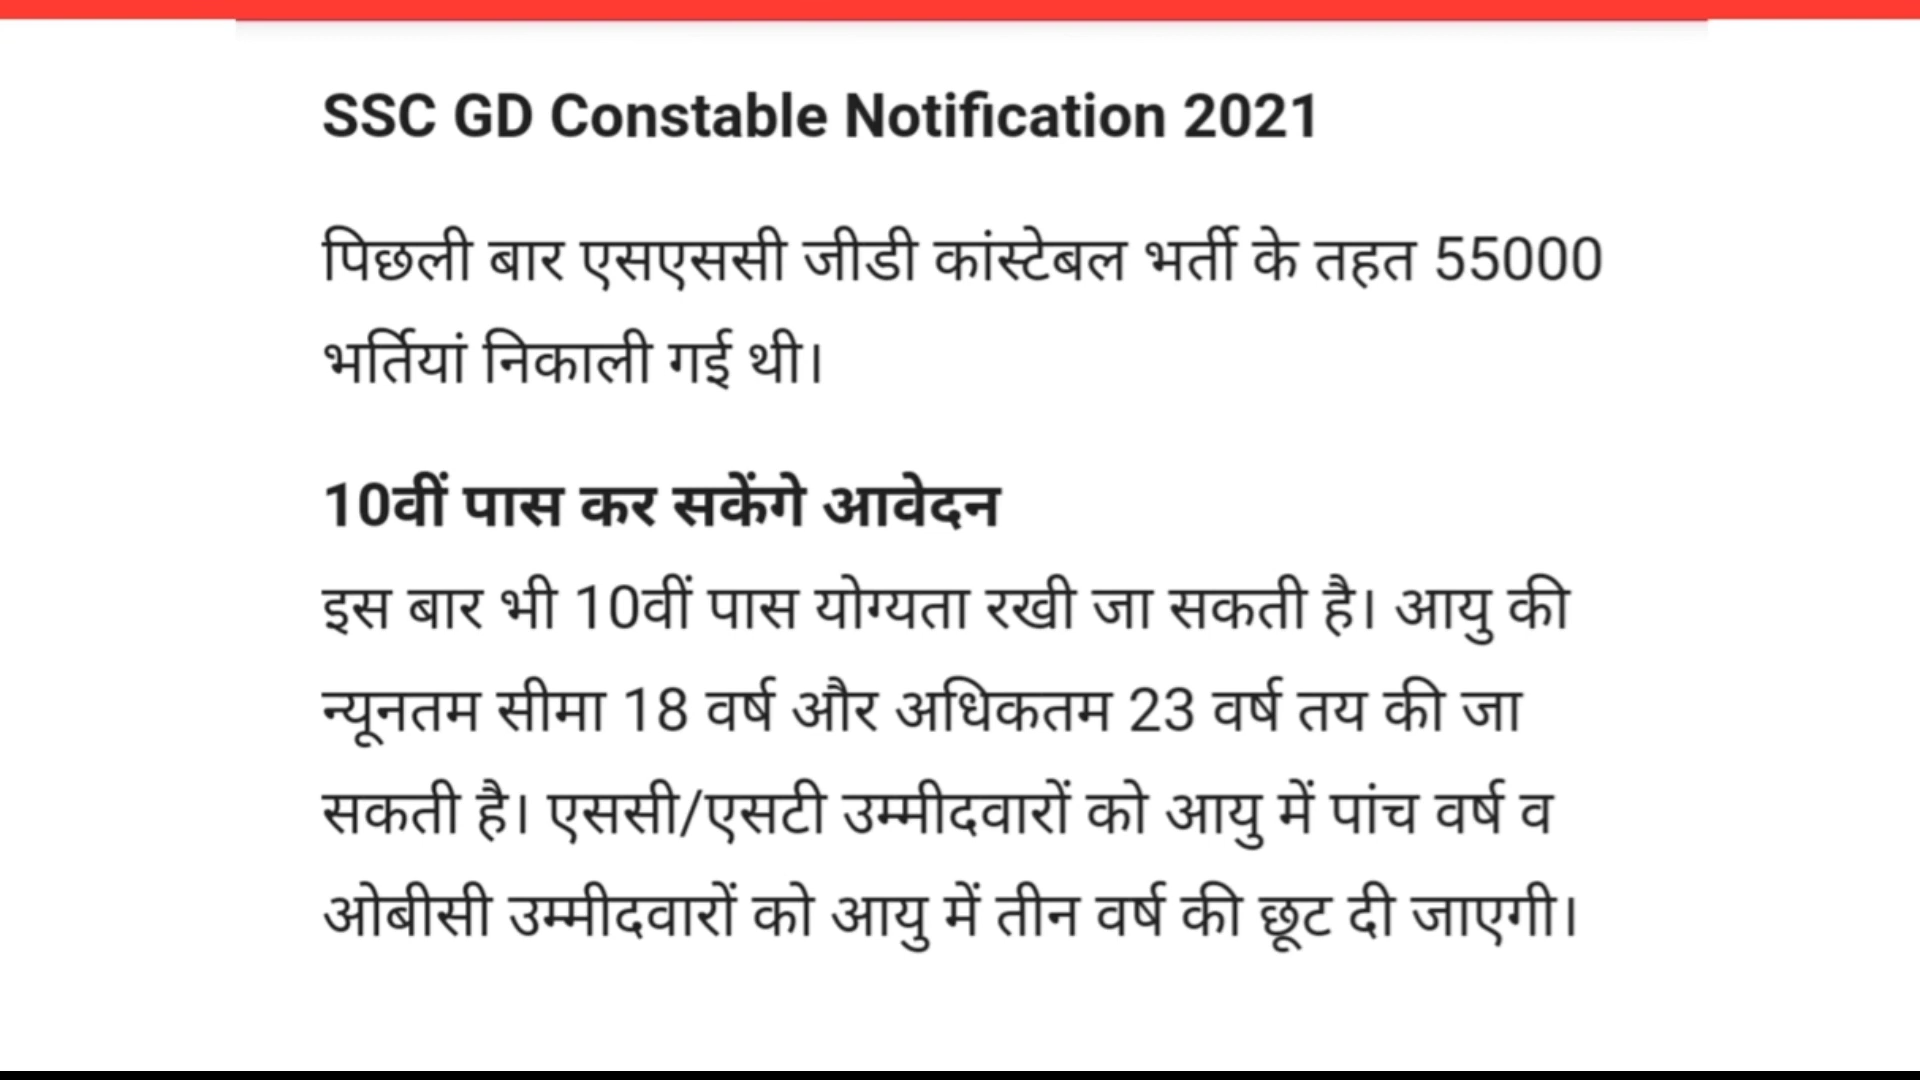 SSC GD Constable Notification 2021
पिछली बार एसएससी जीडी कांस्टेबल भर्ती के तहत 55000
भर्तियां निकाली गई थी।
10वीं पास कर सकेंगे आवेदन
इस बार भी 10वीं पास योग्यता रखी जा सकती है। आयु की
न्यूनतम सीमा 18 वर्ष और अधिकतम 23 वर्ष तय की जा
सकती है। एससी/एसटी उम्मीदवारों को आयु में पांच वर्ष व
ओबीसी उम्मीदवारों को आयु में तीन वर्ष की छूट दी जाएगी।